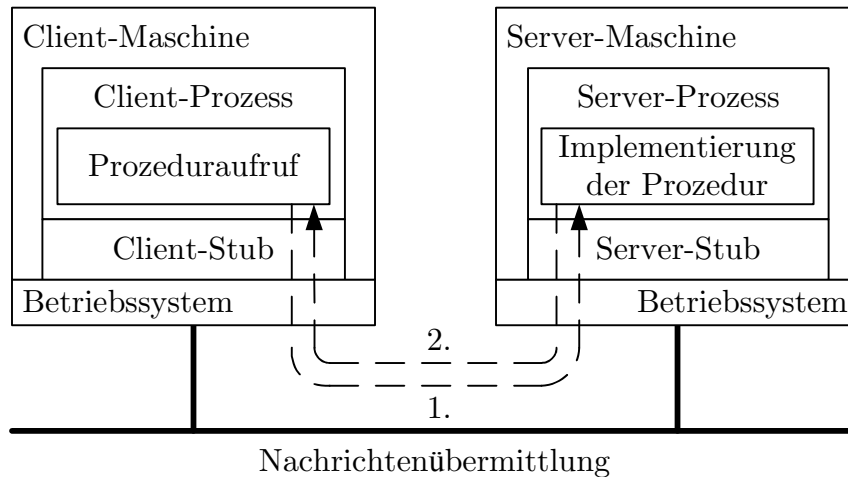 Client-Maschine
Client-Prozess
Prozeduraufruf
Client-Stub
Betriebssystem
Server-Maschine
Server-Prozess
Implementierung
der Prozedur
Server-Stub
Betriebssystem
2.
1.
Nachrichtenübermittlung